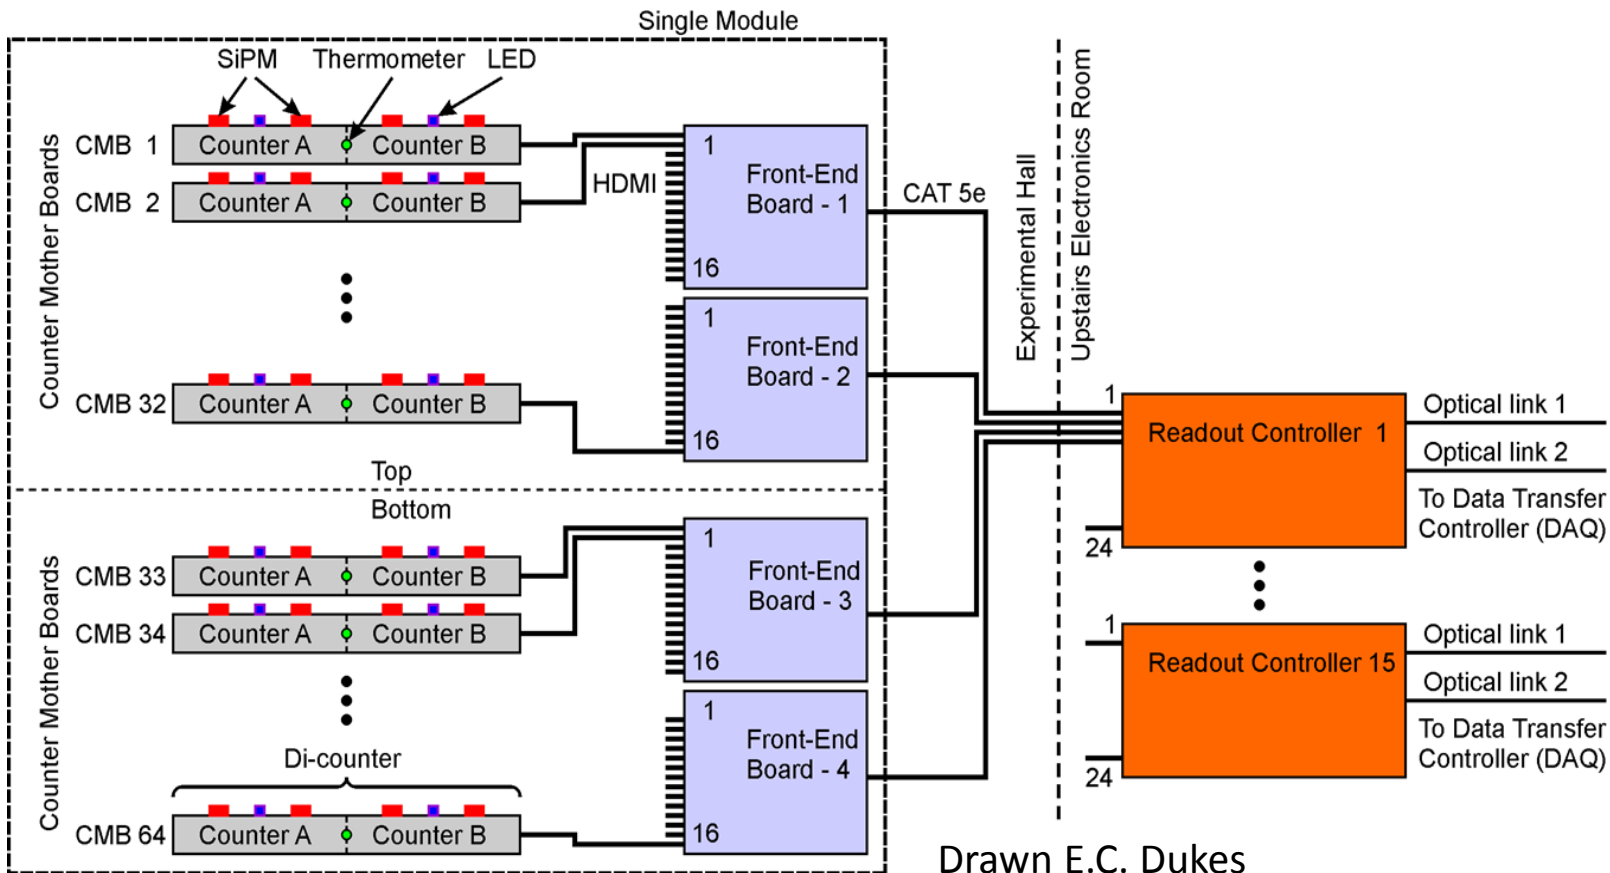 Single Module
SiPM
Thermometer
LED
Counter Mother Boards
CMB 1
Counter A
Counter B
CMB 2
Counter A
Counter B
CMB 32
Counter A
Counter B
HDMI
1
Front-End
Board - 1
16
1
Front-End
Board - 2
16
Top
Bottom
Counter Mother Boards
CMB 33
Counter A
Counter B
CMB 34
Counter A
Counter B
Di-counter
CMB 64
Counter A
Counter B
1
Front-End
Board - 3
16
1
Front-End
Board - 4
16
CAT 5e
Experimental Hall
Upstairs Electronics Room
1
Readout Controller 1
24
Optical link 1
Optical link 2
To Data Transfer
Controller (DAQ)
1
Readout Controller 15
24
Optical link 1
Optical link 2
To Data Transfer
Controller (DAQ)
Drawn E.C. Dukes